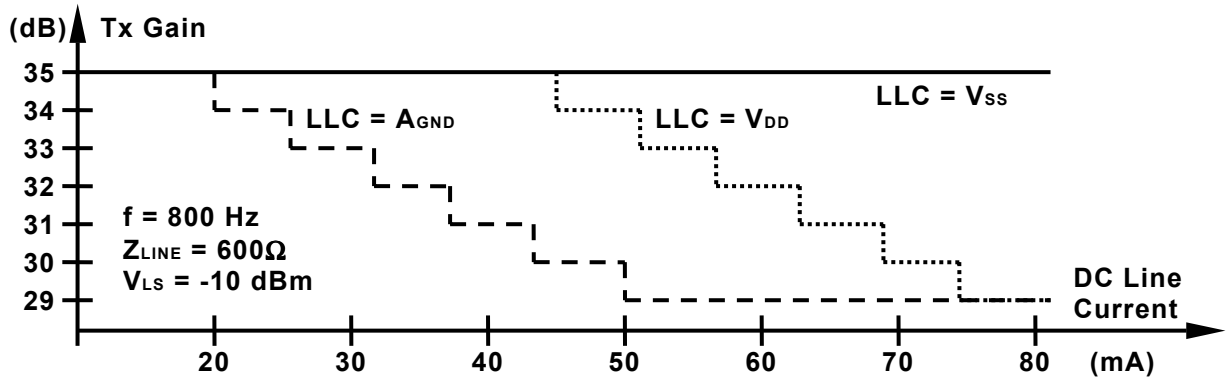 (dB) Tx Gain
35
34
33
32
31
30
29
LLC = VSS
LLC = AGND
LLC = VDD
f = 800 Hz
ZLINE = 600Ω
VLS = -10 dBm
DC Line
Current
20 30 40 50 60 70 80 (mA)